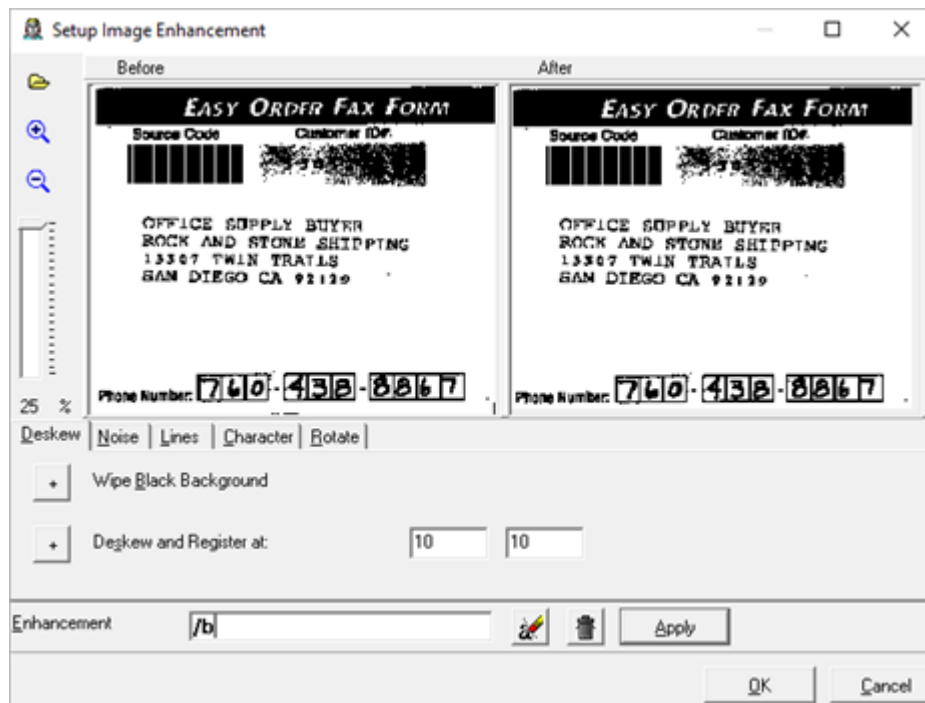 Setup Image Enhancement
Before After
EASY ORDER FAX FORM
Source Code Customer ID#.
OFFICE SUPPLY BUYER
ROCK AND STONE SHIPPING
13307 TWIN TRAILS
SAN DIEGO CA 92129
Phone Number: 760-438-8867
EASY ORDER FAX FORM
Source Code Customer ID#.
OFFICE SUPPLY BUYER
ROCK AND STONE SHIPPING
13307 TWIN TRAILS
SAN DIEGO CA 92129
Phone Number: 760-438-8867
25 %
Deskew Noise Lines Character Rotate
+ Wipe Black Background
+ Deskew and Register at: 10 10
Enhancement /b Apply
OK Cancel